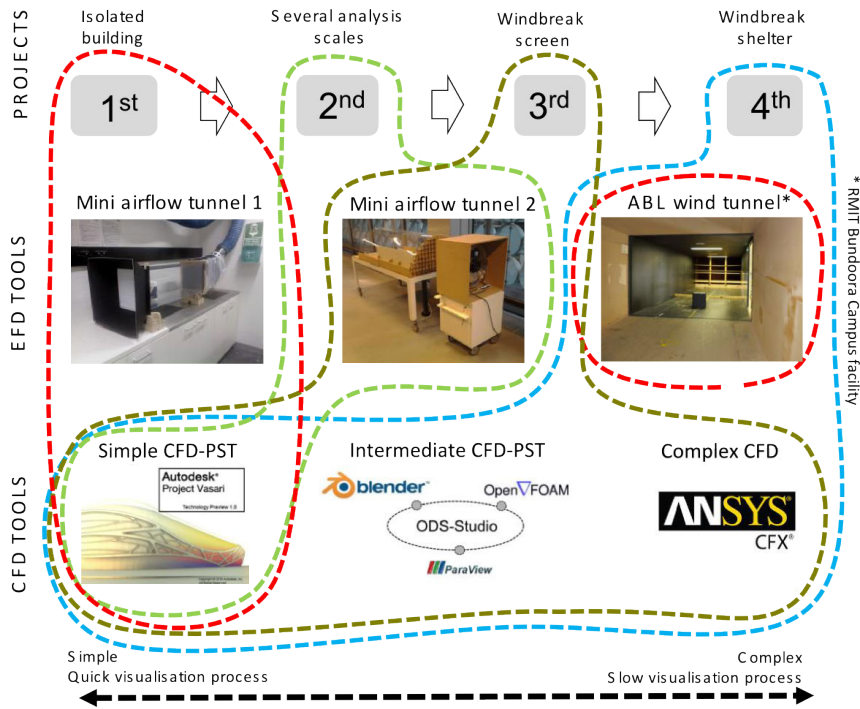 PROJECTS
Isolated
building
Several analysis
scales
Windbreak
screen
Windbreak
shelter
1st
2nd
3rd
4th
EFD TOOLS
Mini airflow tunnel 1
Mini airflow tunnel 2
ABL wind tunnel*
* RMIT Bundoora Campus facility
CFD TOOLS
Simple CFD-PST
Intermediate CFD-PST
Complex CFD
Autodesk®
Project Vasari
Technology Preview 1.0
blender™
Open∇FOAM
ODS-Studio
ParaView
ANSYS®
CFX®
Simple
Quick visualisation process
Complex
Slow visualisation process